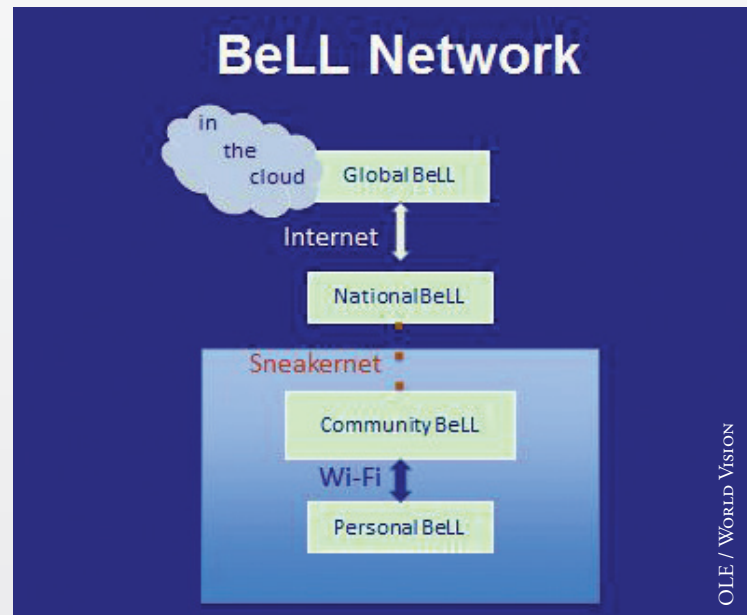 BeLL Network
in
the
cloud
Global BeLL
Internet
National BeLL
Sneakernet
Community BeLL
Wi-Fi
Personal BeLL
OLE / World Vision